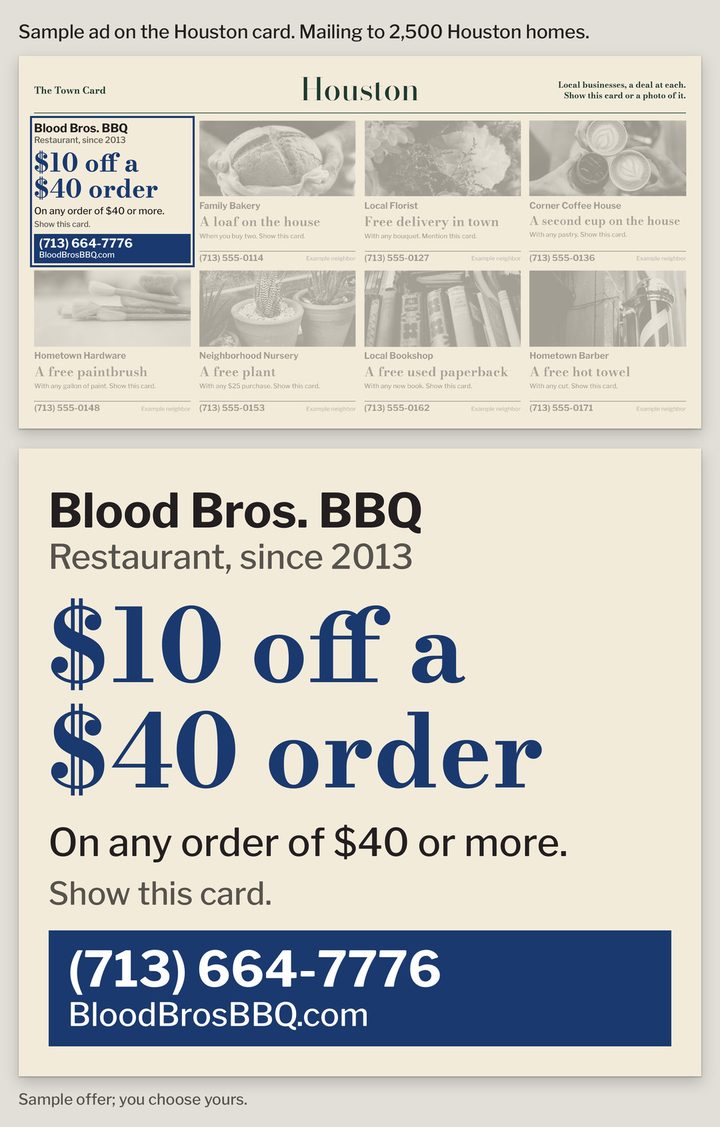 Sample ad on the Houston card. Mailing to 2,500 Houston homes.
The Town Card
Houston
Local businesses, a deal at each.
Show this card or a photo of it.
Blood Bros. BBQ
Restaurant, since 2013
$10 off a
$40 order
On any order of $40 or more.
Show this card.
(713) 664-7776
BloodBrosBBQ.com
Family Bakery
A loaf on the house
When you buy two. Show this card.
(713) 555-0114
Example neighbor
Local Florist
Free delivery in town
With any bouquet. Mention this card.
(713) 555-0127
Example neighbor
Corner Coffee House
A second cup on the house
With any pastry. Show this card.
(713) 555-0136
Example neighbor
Hometown Hardware
A free paintbrush
With any gallon of paint. Show this card.
(713) 555-0148
Example neighbor
Neighborhood Nursery
A free plant
With any $25 purchase. Show this card.
(713) 555-0153
Example neighbor
Local Bookshop
A free used paperback
With any new book. Show this card.
(713) 555-0162
Example neighbor
Hometown Barber
A free hot towel
With any cut. Show this card.
(713) 555-0171
Example neighbor
Blood Bros. BBQ
Restaurant, since 2013
$10 off a
$40 order
On any order of $40 or more.
Show this card.
(713) 664-7776
BloodBrosBBQ.com
Sample offer; you choose yours.